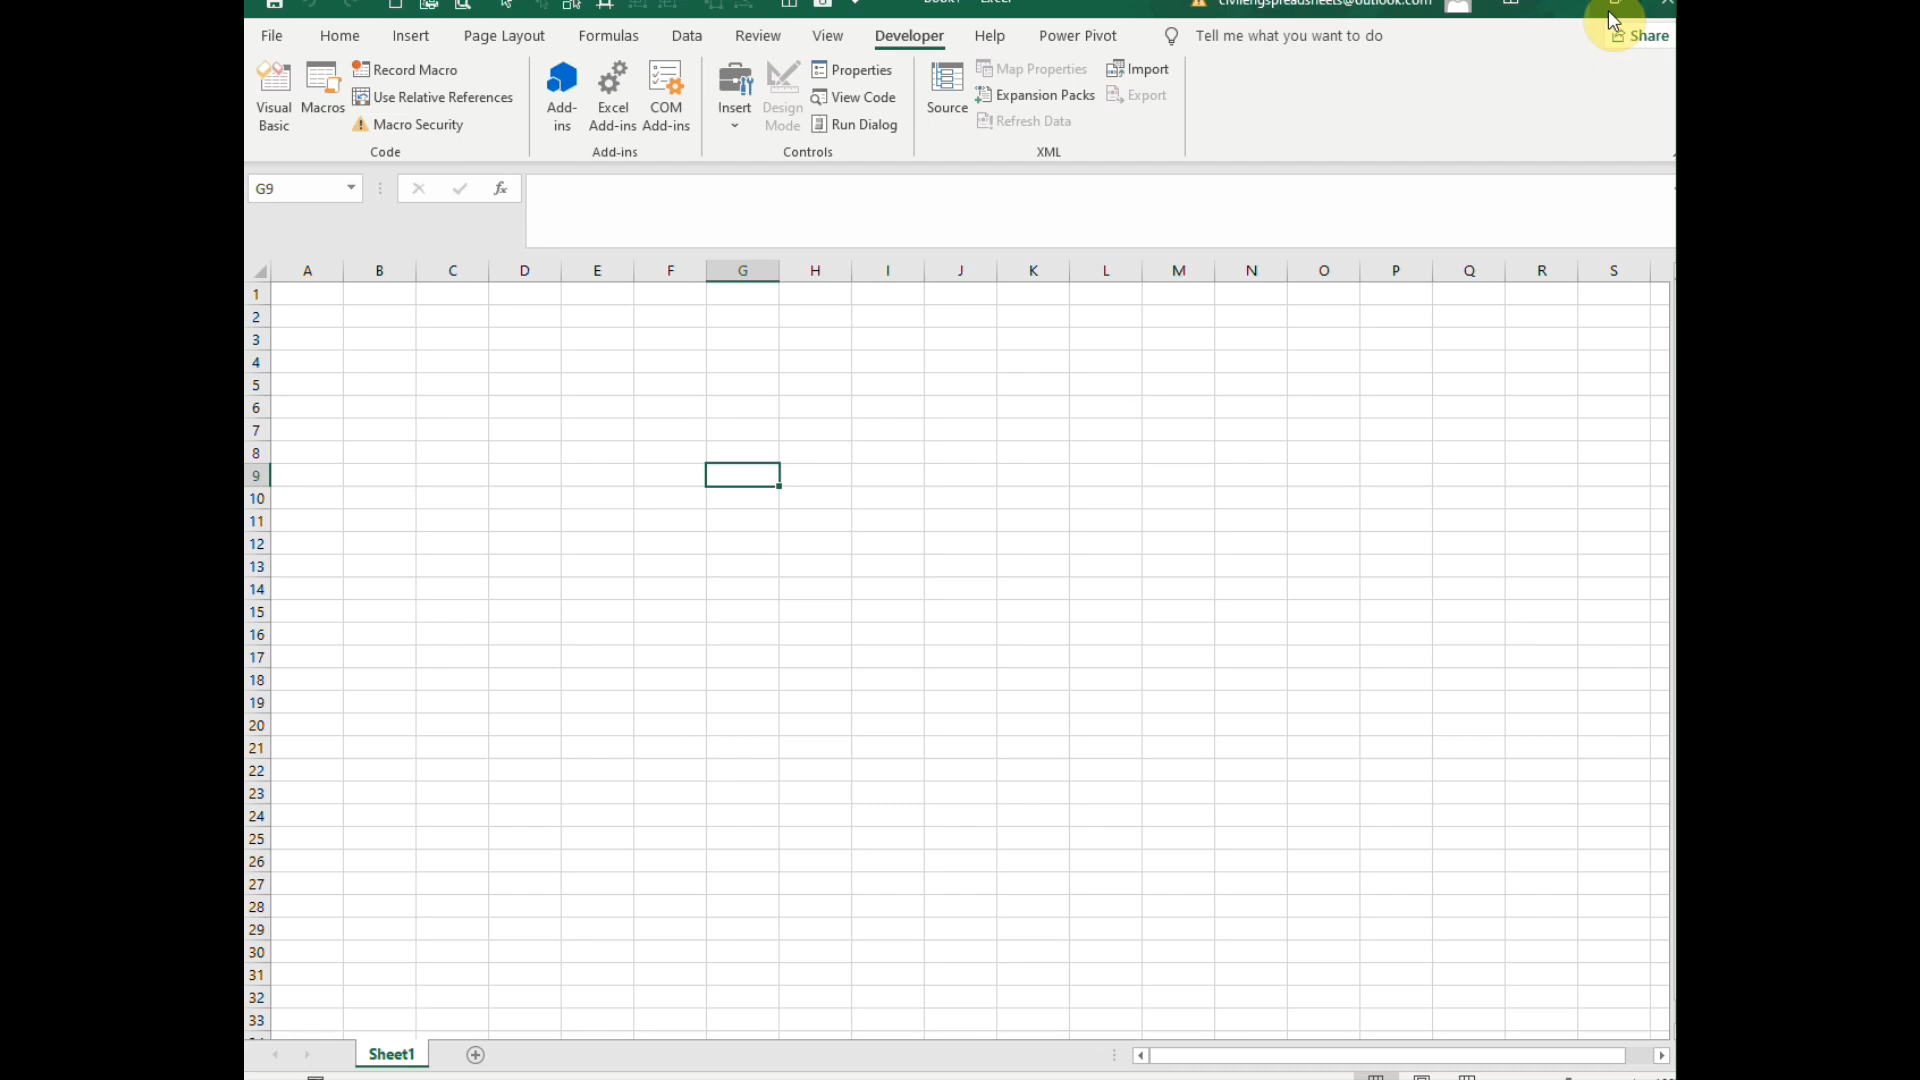 File Home Insert Page Layout Formulas Data Review View Developer Help Power Pivot Tell me what you want to do Share
Visual Basic
Macros
Record Macro
Use Relative References
Macro Security
Code
Add-ins
Excel Add-ins
COM Add-ins
Add-ins
Insert
Design Mode
Properties
View Code
Run Dialog
Controls
Source
Map Properties
Expansion Packs
Refresh Data
Import
Export
XML
G9
fx
A B C D E F G H I J K L M N O P Q R S
1
2
3
4
5
6
7
8
9
10
11
12
13
14
15
16
17
18
19
20
21
22
23
24
25
26
27
28
29
30
31
32
33
Sheet1